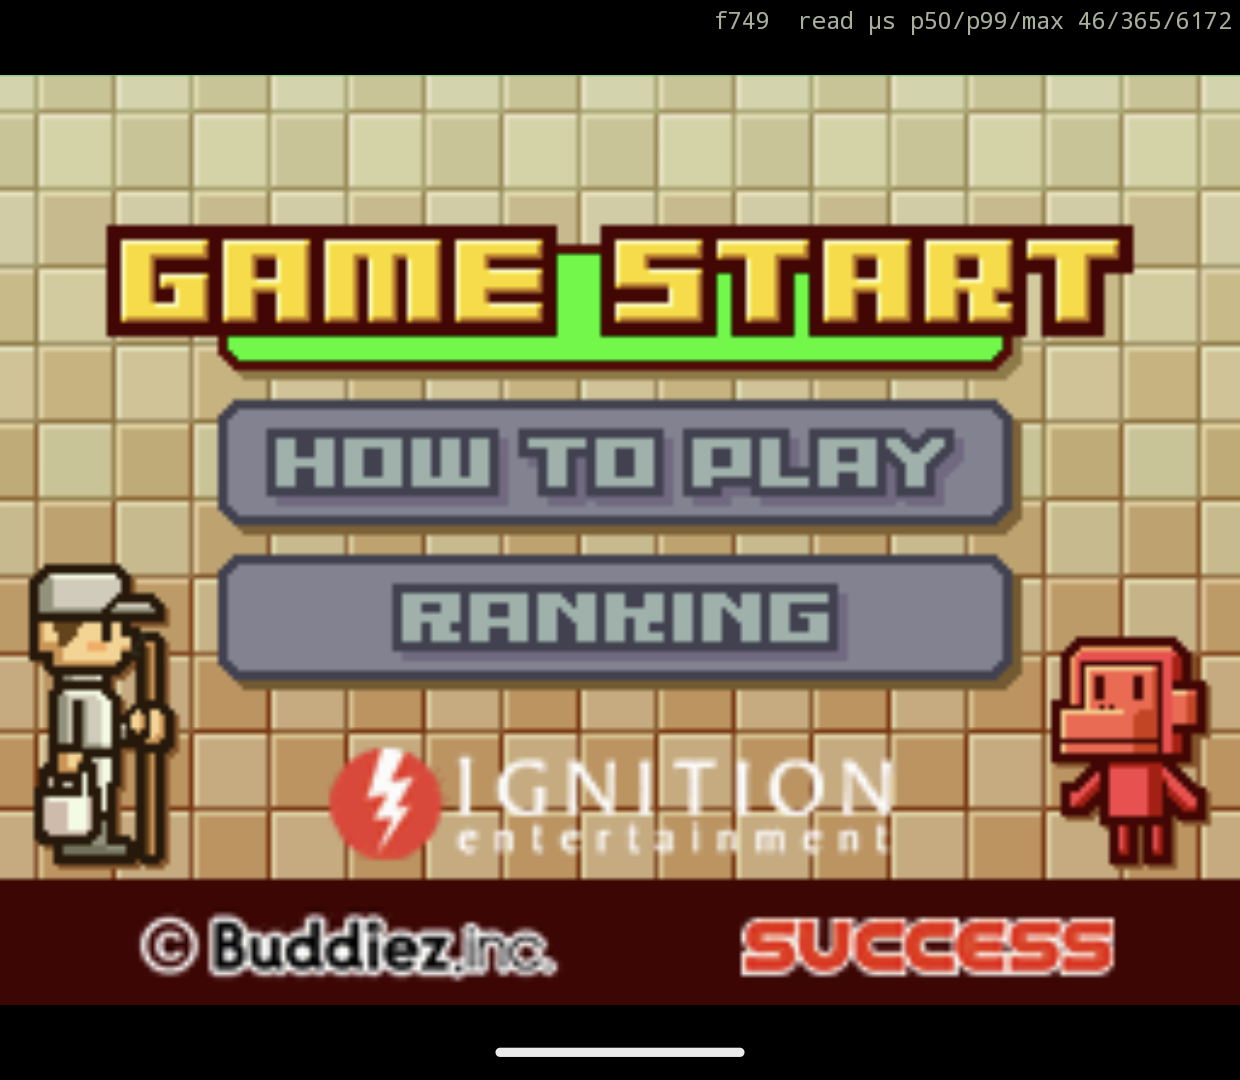 f749 read µs p50/p99/max 46/365/6172
GAME START
HOW TO PLAY
RANKING
IGNITION
entertainment
© Buddiez,inc. SUCCESS